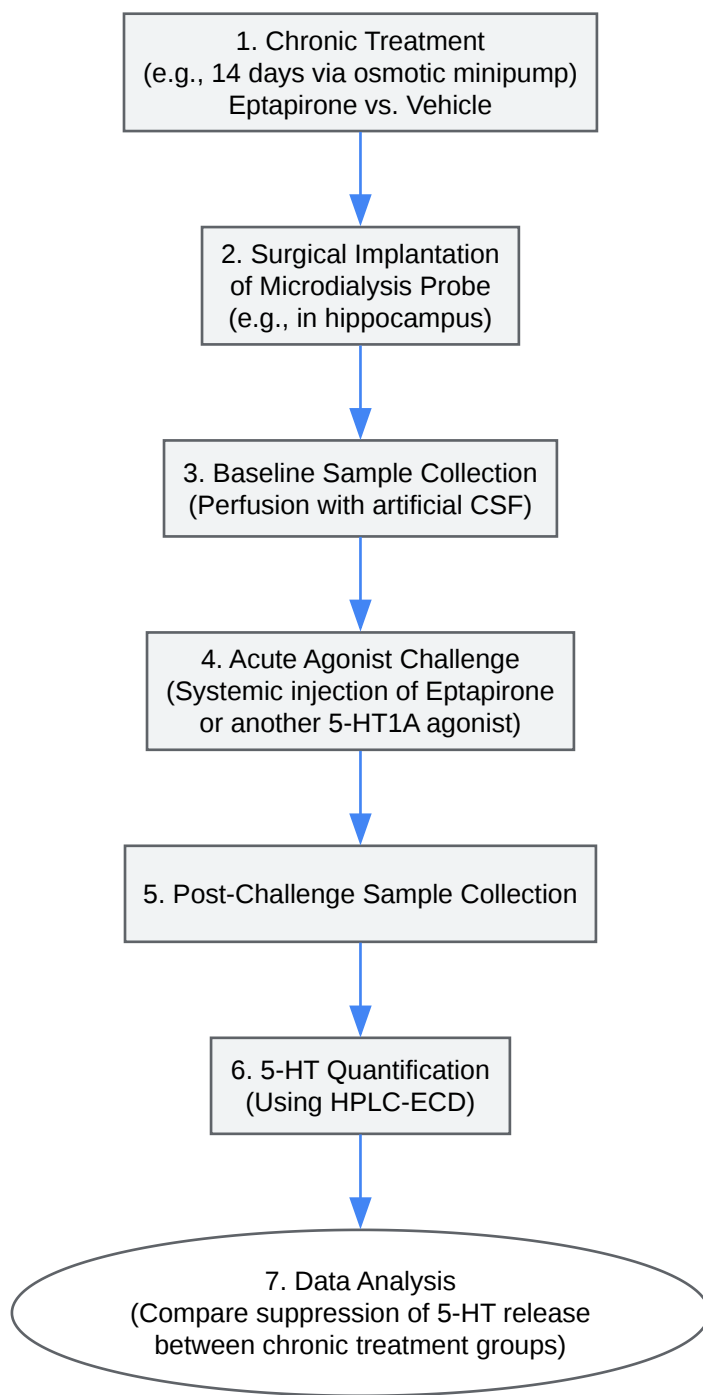 1. Chronic Treatment
(e.g., 14 days via osmotic minipump)
Eptapirone vs. Vehicle
2. Surgical Implantation
of Microdialysis Probe
(e.g., in hippocampus)
3. Baseline Sample Collection
(Perfusion with artificial CSF)
4. Acute Agonist Challenge
(Systemic injection of Eptapirone
or another 5-HT1A agonist)
5. Post-Challenge Sample Collection
6. 5-HT Quantification
(Using HPLC-ECD)
7. Data Analysis
(Compare suppression of 5-HT release
between chronic treatment groups)